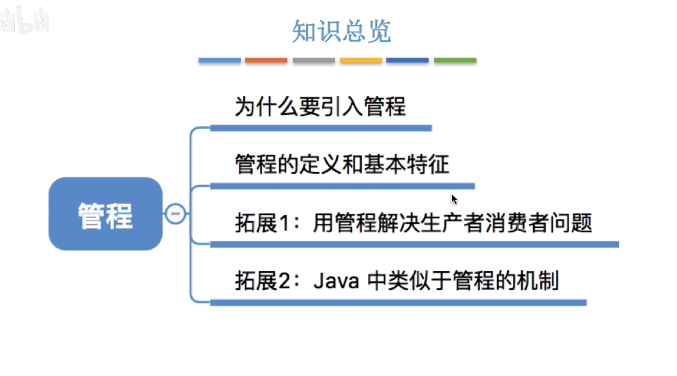 知识总览
为什么要引入管程
管程的定义和基本特征
管程
拓展1：用管程解决生产者消费者问题
拓展2：Java 中类似于管程的机制